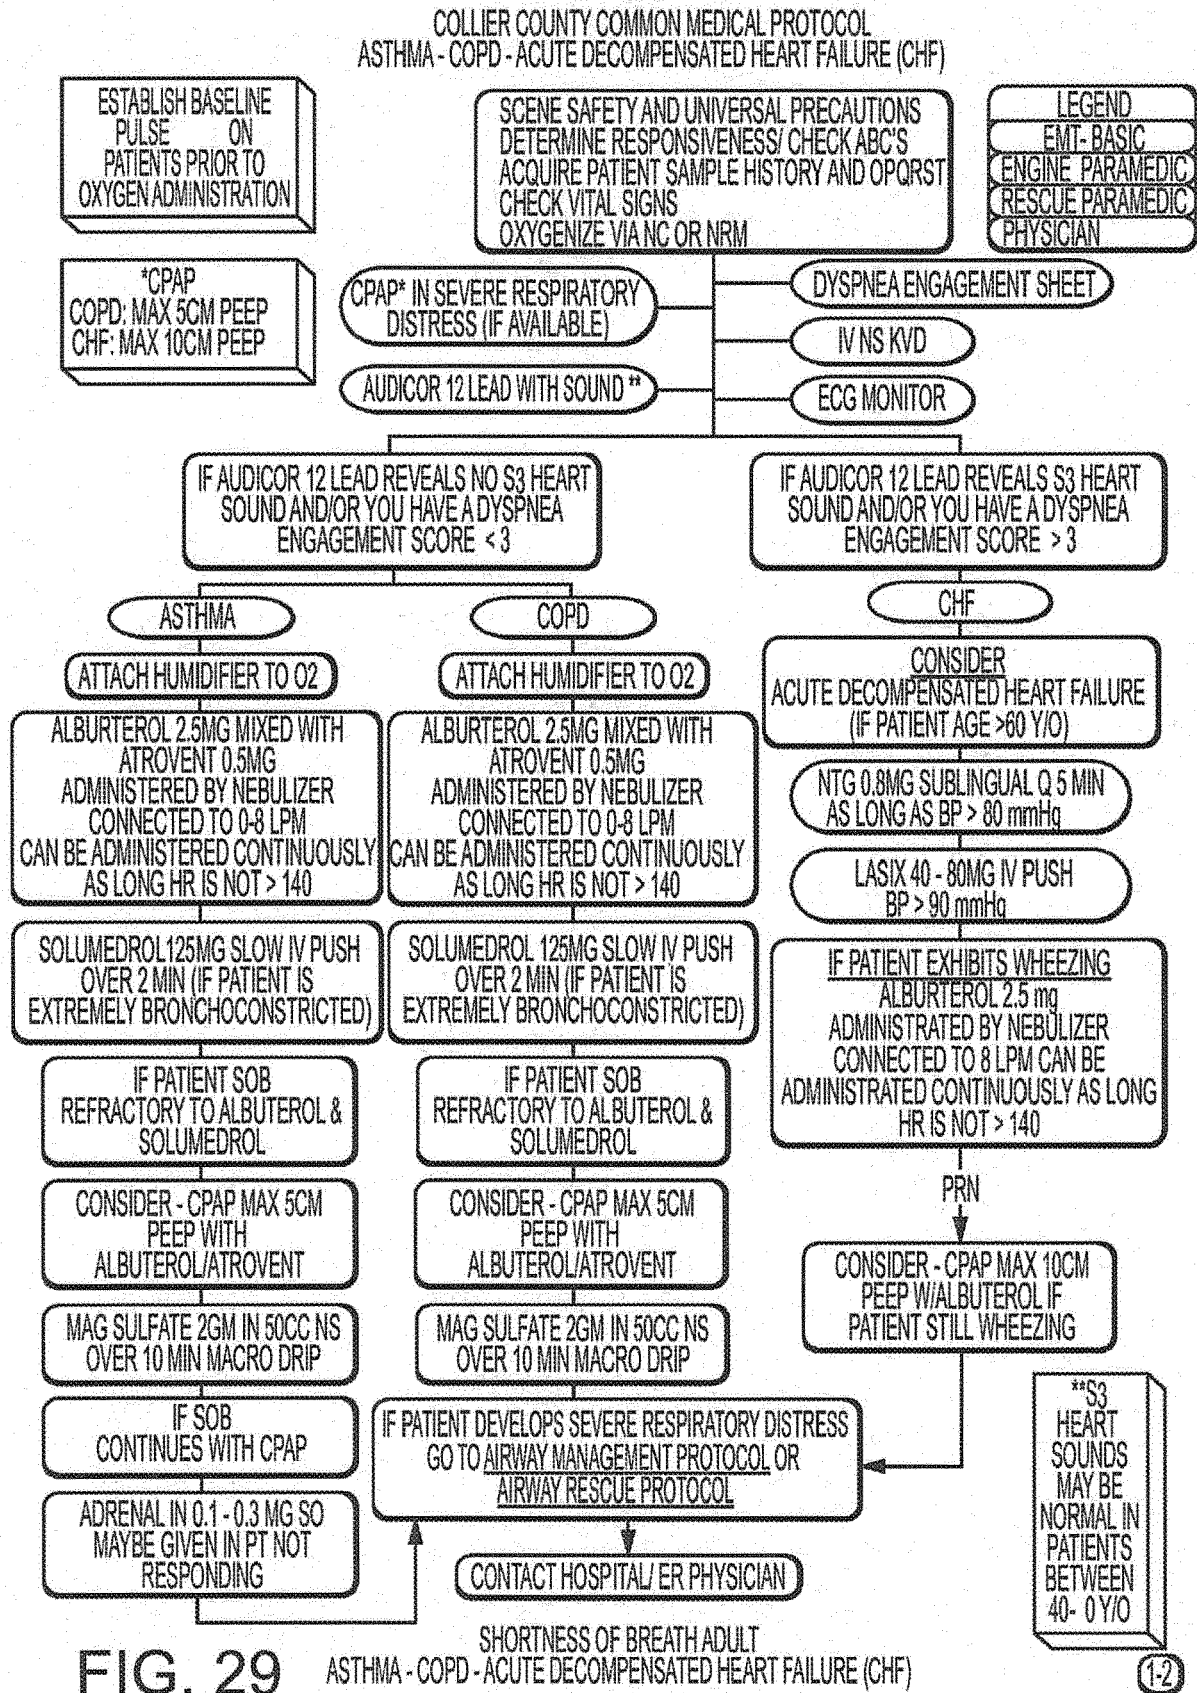 COLLIER COUNTY COMMON MEDICAL PROTOCOL
ASTHMA - COPD - ACUTE DECOMPENSATED HEART FAILURE (CHF)
ESTABLISH BASELINE
PULSE ON
PATIENTS PRIOR TO
OXYGEN ADMINISTRATION
SCENE SAFETY AND UNIVERSAL PRECAUTIONS
DETERMINE RESPONSIVENESS/ CHECK ABC'S
ACQUIRE PATIENT SAMPLE HISTORY AND OPQRST
CHECK VITAL SIGNS
OXYGENIZE VIA NC OR NRM
LEGEND
EMT- BASIC
ENGINE PARAMEDIC
RESCUE PARAMEDIC
PHYSICIAN
*CPAP
COPD: MAX 5CM PEEP
CHF: MAX 10CM PEEP
CPAP* IN SEVERE RESPIRATORY
DISTRESS (IF AVAILABLE)
DYSPNEA ENGAGEMENT SHEET
IV NS KVD
AUDICOR 12 LEAD WITH SOUND **
ECG MONITOR
IF AUDICOR 12 LEAD REVEALS NO S3 HEART
SOUND AND/OR YOU HAVE A DYSPNEA
ENGAGEMENT SCORE < 3
IF AUDICOR 12 LEAD REVEALS S3 HEART
SOUND AND/OR YOU HAVE A DYSPNEA
ENGAGEMENT SCORE > 3
ASTHMA
ATTACH HUMIDIFIER TO O2
ALBURTEROL 2.5MG MIXED WITH
ATROVENT 0.5MG
ADMINISTERED BY NEBULIZER
CONNECTED TO 0-8 LPM
CAN BE ADMINISTERED CONTINUOUSLY
AS LONG HR IS NOT > 140
SOLUMEDROL125MG SLOW IV PUSH
OVER 2 MIN (IF PATIENT IS
EXTREMELY BRONCHOCONSTRICTED)
IF PATIENT SOB
REFRACTORY TO ALBUTEROL &
SOLUMEDROL
CONSIDER - CPAP MAX 5CM
PEEP WITH
ALBUTEROL/ATROVENT
MAG SULFATE 2GM IN 50CC NS
OVER 10 MIN MACRO DRIP
IF SOB
CONTINUES WITH CPAP
ADRENAL IN 0.1 - 0.3 MG SO
MAYBE GIVEN IN PT NOT
RESPONDING
COPD
ATTACH HUMIDIFIER TO O2
ALBURTEROL 2.5MG MIXED WITH
ATROVENT 0.5MG
ADMINISTERED BY NEBULIZER
CONNECTED TO 0-8 LPM
CAN BE ADMINISTERED CONTINUOUSLY
AS LONG HR IS NOT > 140
SOLUMEDROL 125MG SLOW IV PUSH
OVER 2 MIN (IF PATIENT IS
EXTREMELY BRONCHOCONSTRICTED)
IF PATIENT SOB
REFRACTORY TO ALBUTEROL &
SOLUMEDROL
CONSIDER - CPAP MAX 5CM
PEEP WITH
ALBUTEROL/ATROVENT
MAG SULFATE 2GM IN 50CC NS
OVER 10 MIN MACRO DRIP
CHF
CONSIDER
ACUTE DECOMPENSATED HEART FAILURE
(IF PATIENT AGE >60 Y/O)
NTG 0.8MG SUBLINGUAL Q 5 MIN
AS LONG AS BP > 80 mmHg
LASIX 40 - 80MG IV PUSH
BP > 90 mmHg
IF PATIENT EXHIBITS WHEEZING
ALBURTEROL 2.5 mg
ADMINISTRATED BY NEBULIZER
CONNECTED TO 8 LPM CAN BE
ADMINISTRATED CONTINUOUSLY AS LONG
HR IS NOT > 140
PRN
CONSIDER - CPAP MAX 10CM
PEEP W/ALBUTEROL IF
PATIENT STILL WHEEZING
IF PATIENT DEVELOPS SEVERE RESPIRATORY DISTRESS
GO TO AIRWAY MANAGEMENT PROTOCOL OR
AIRWAY RESCUE PROTOCOL
CONTACT HOSPITAL/ ER PHYSICIAN
**S3
HEART
SOUNDS
MAY BE
NORMAL IN
PATIENTS
BETWEEN
40- 0 Y/O
SHORTNESS OF BREATH ADULT
ASTHMA - COPD - ACUTE DECOMPENSATED HEART FAILURE (CHF)
FIG. 29
1-2